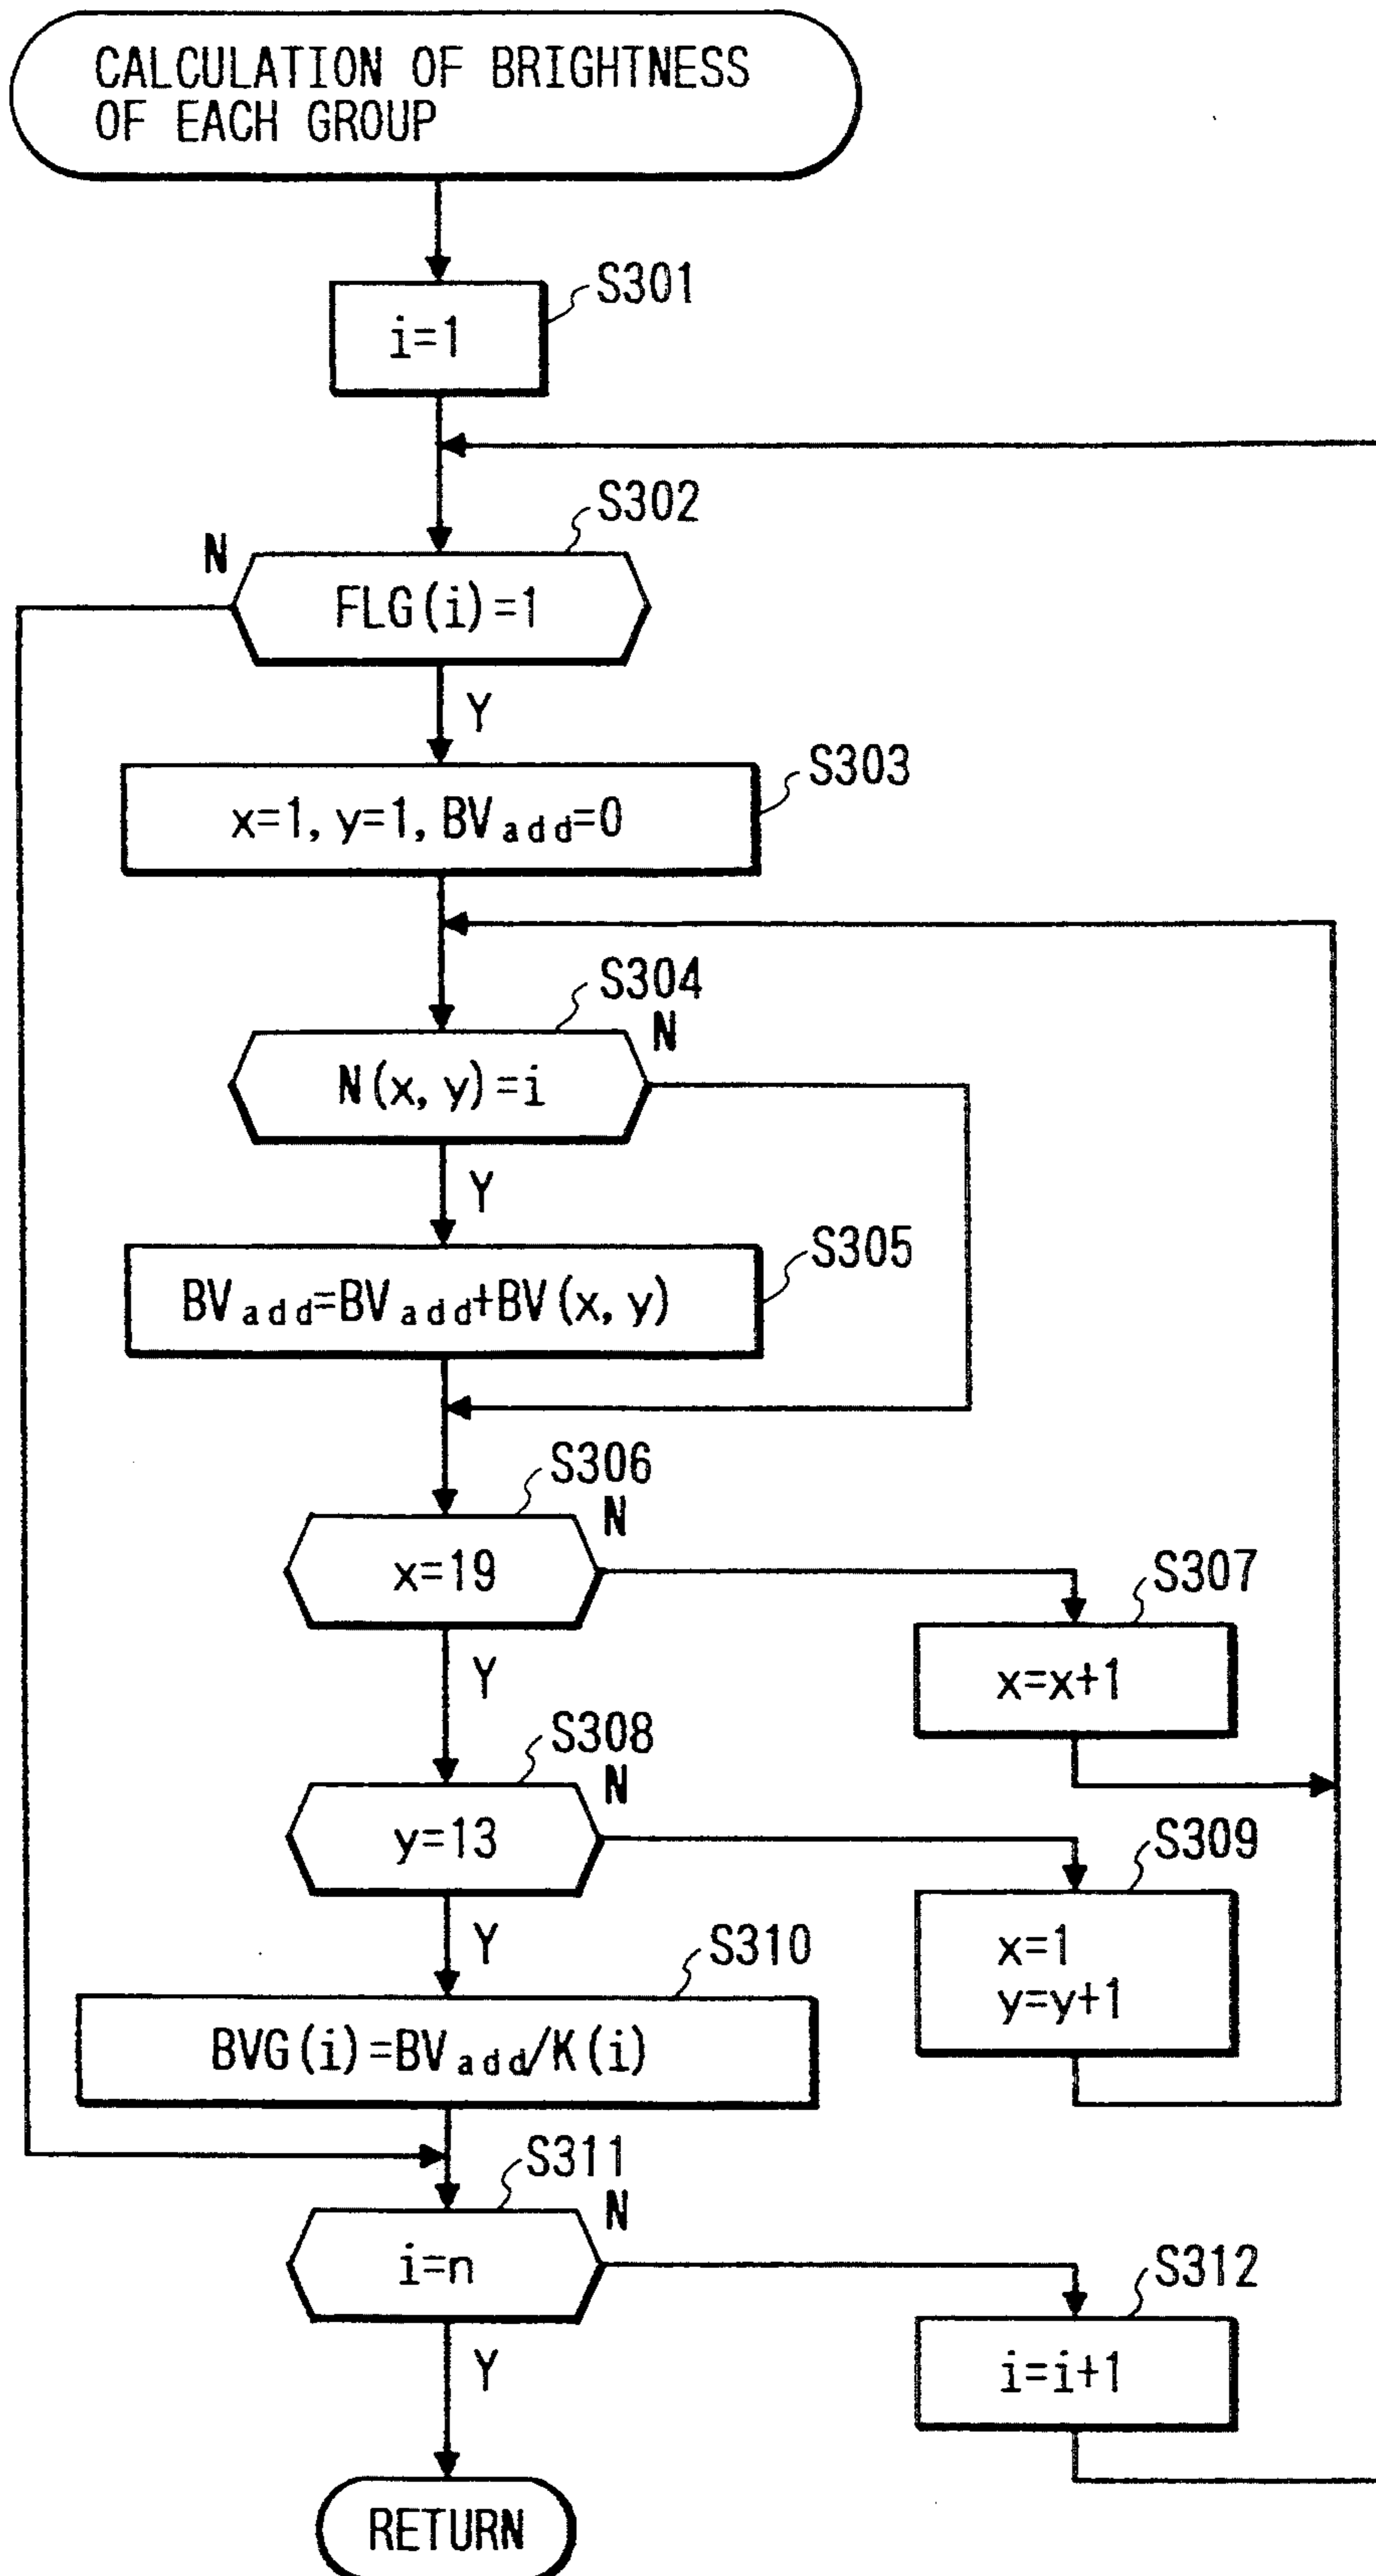 CALCULATION OF BRIGHTNESS
OF EACH GROUP
S301
i=1
S302
N
FLG(i)=1
Y
S303
x=1, y=1, BVadd=0
S304
N
N(x, y)=i
Y
S305
BVadd=BVadd+BV(x, y)
S306
N
x=19
S307
x=x+1
Y
S308
N
y=13
S309
x=1
y=y+1
Y
S310
BVG(i)=BVadd/K(i)
S311
N
i=n
S312
i=i+1
Y
RETURN